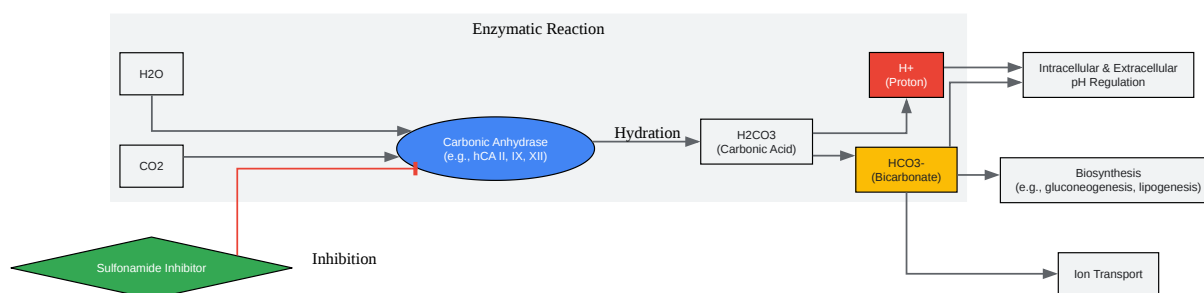 Enzymatic Reaction
H2O
CO2
Carbonic Anhydrase
(e.g., hCA II, IX, XII)
Hydration
H2CO3
(Carbonic Acid)
H+
(Proton)
HCO3-
(Bicarbonate)
Intracellular & Extracellular
pH Regulation
Biosynthesis
(e.g., gluconeogenesis, lipogenesis)
Ion Transport
Sulfonamide Inhibitor
Inhibition